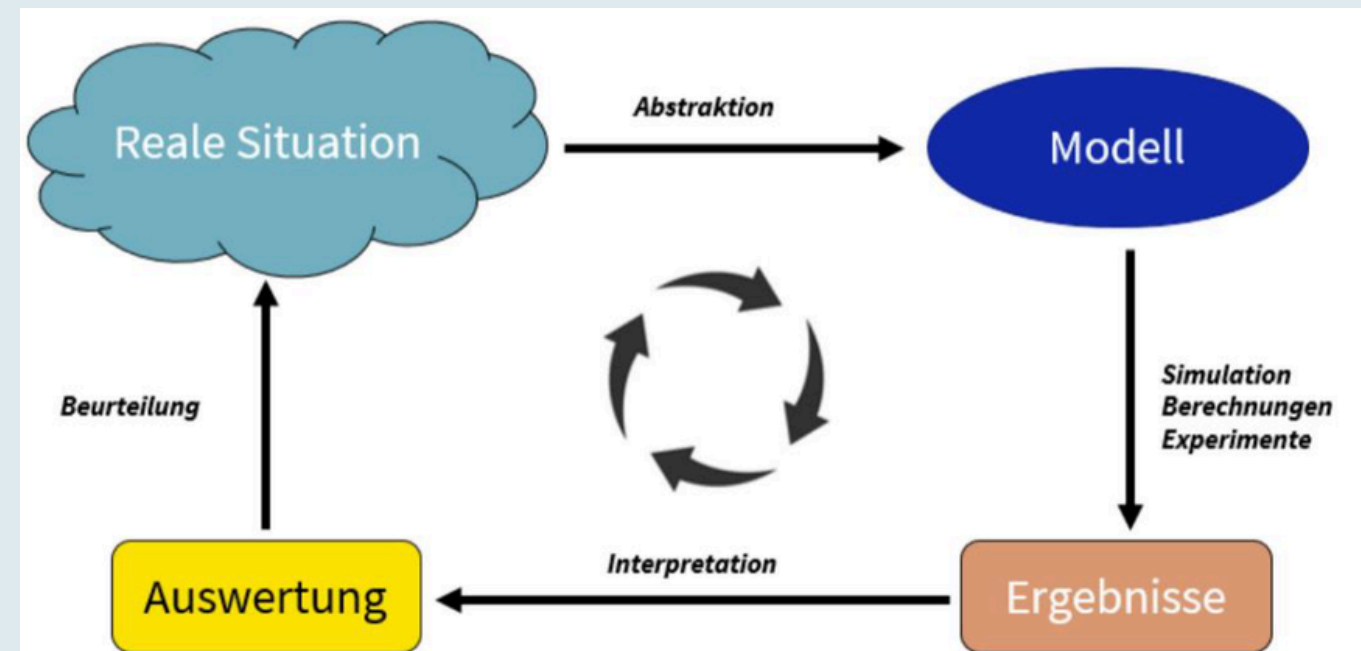 Reale Situation
Abstraktion
Modell
Simulation
Berechnungen
Experimente
Beurteilung
Interpretation
Auswertung
Ergebnisse